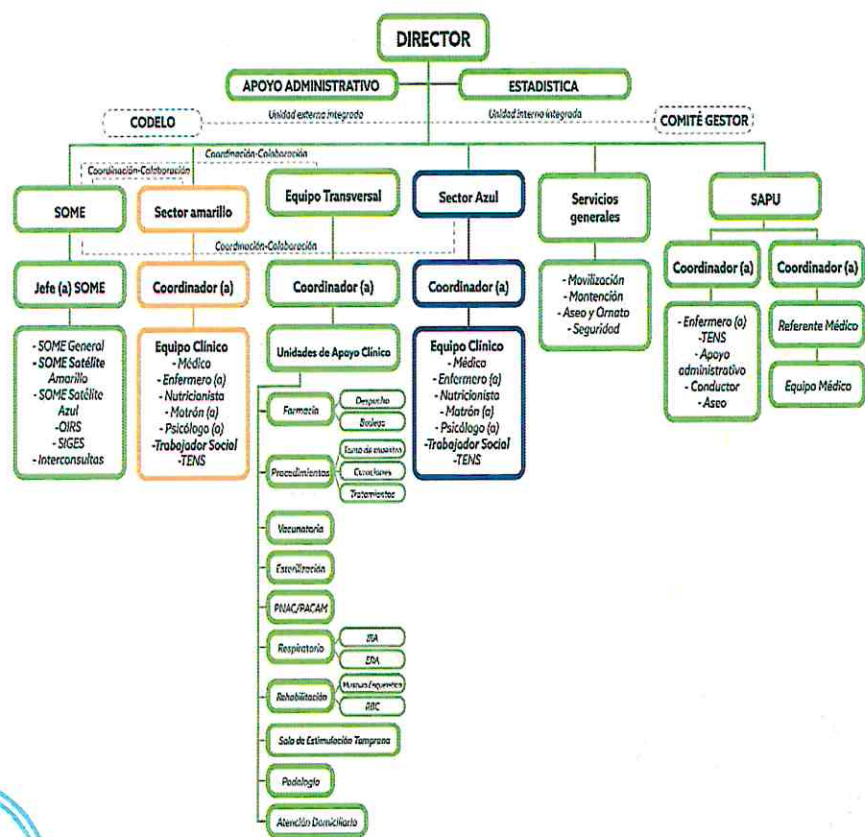 DIRECTOR
APOYO ADMINISTRATIVO
ESTADISTICA
Unidad externa integrada
Unidad interna integrada
CODELO
COMITÉ GESTOR
Coordinación-Colaboración
Coordinación-Colaboración
SOME
Sector amarillo
Equipo Transversal
Sector Azul
Servicios
generales
SAPU
Coordinación-Colaboración
Jefe (a) SOME
Coordinador (a)
Coordinador (a)
Coordinador (a)
- Movilización
- Mantención
- Aseo y Ornato
- Seguridad
Coordinador (a)
Coordinador (a)
- SOME General
- SOME Satélite
Amarillo
- SOME Satélite
Azul
-OIRS
- SIGES
- Interconsultas
Equipo Clínico
- Médico
- Enfermero (a)
- Nutricionista
- Matrón (a)
- Psicólogo (a)
-Trabajador Social
-TENS
Unidades de Apoyo Clínico
Equipo Clínico
- Médico
- Enfermero (a)
- Nutricionista
- Matrón (a)
- Psicólogo (a)
-Trabajador Social
-TENS
- Enfermero (a)
-TENS
- Apoyo
administrativo
- Conductor
- Aseo
Referente Médico
Equipo Médico
Farmacia
Despacho
Bodega
Procedimientos
Toma de muestra
Curaciones
Tratamientos
Vacunatorio
Esterilización
PNAC/PACAM
Respiratorio
IRA
ERA
Rehabilitación
RBC
Sala de Estimulación Temprana
Podología
Atención Domiciliaria